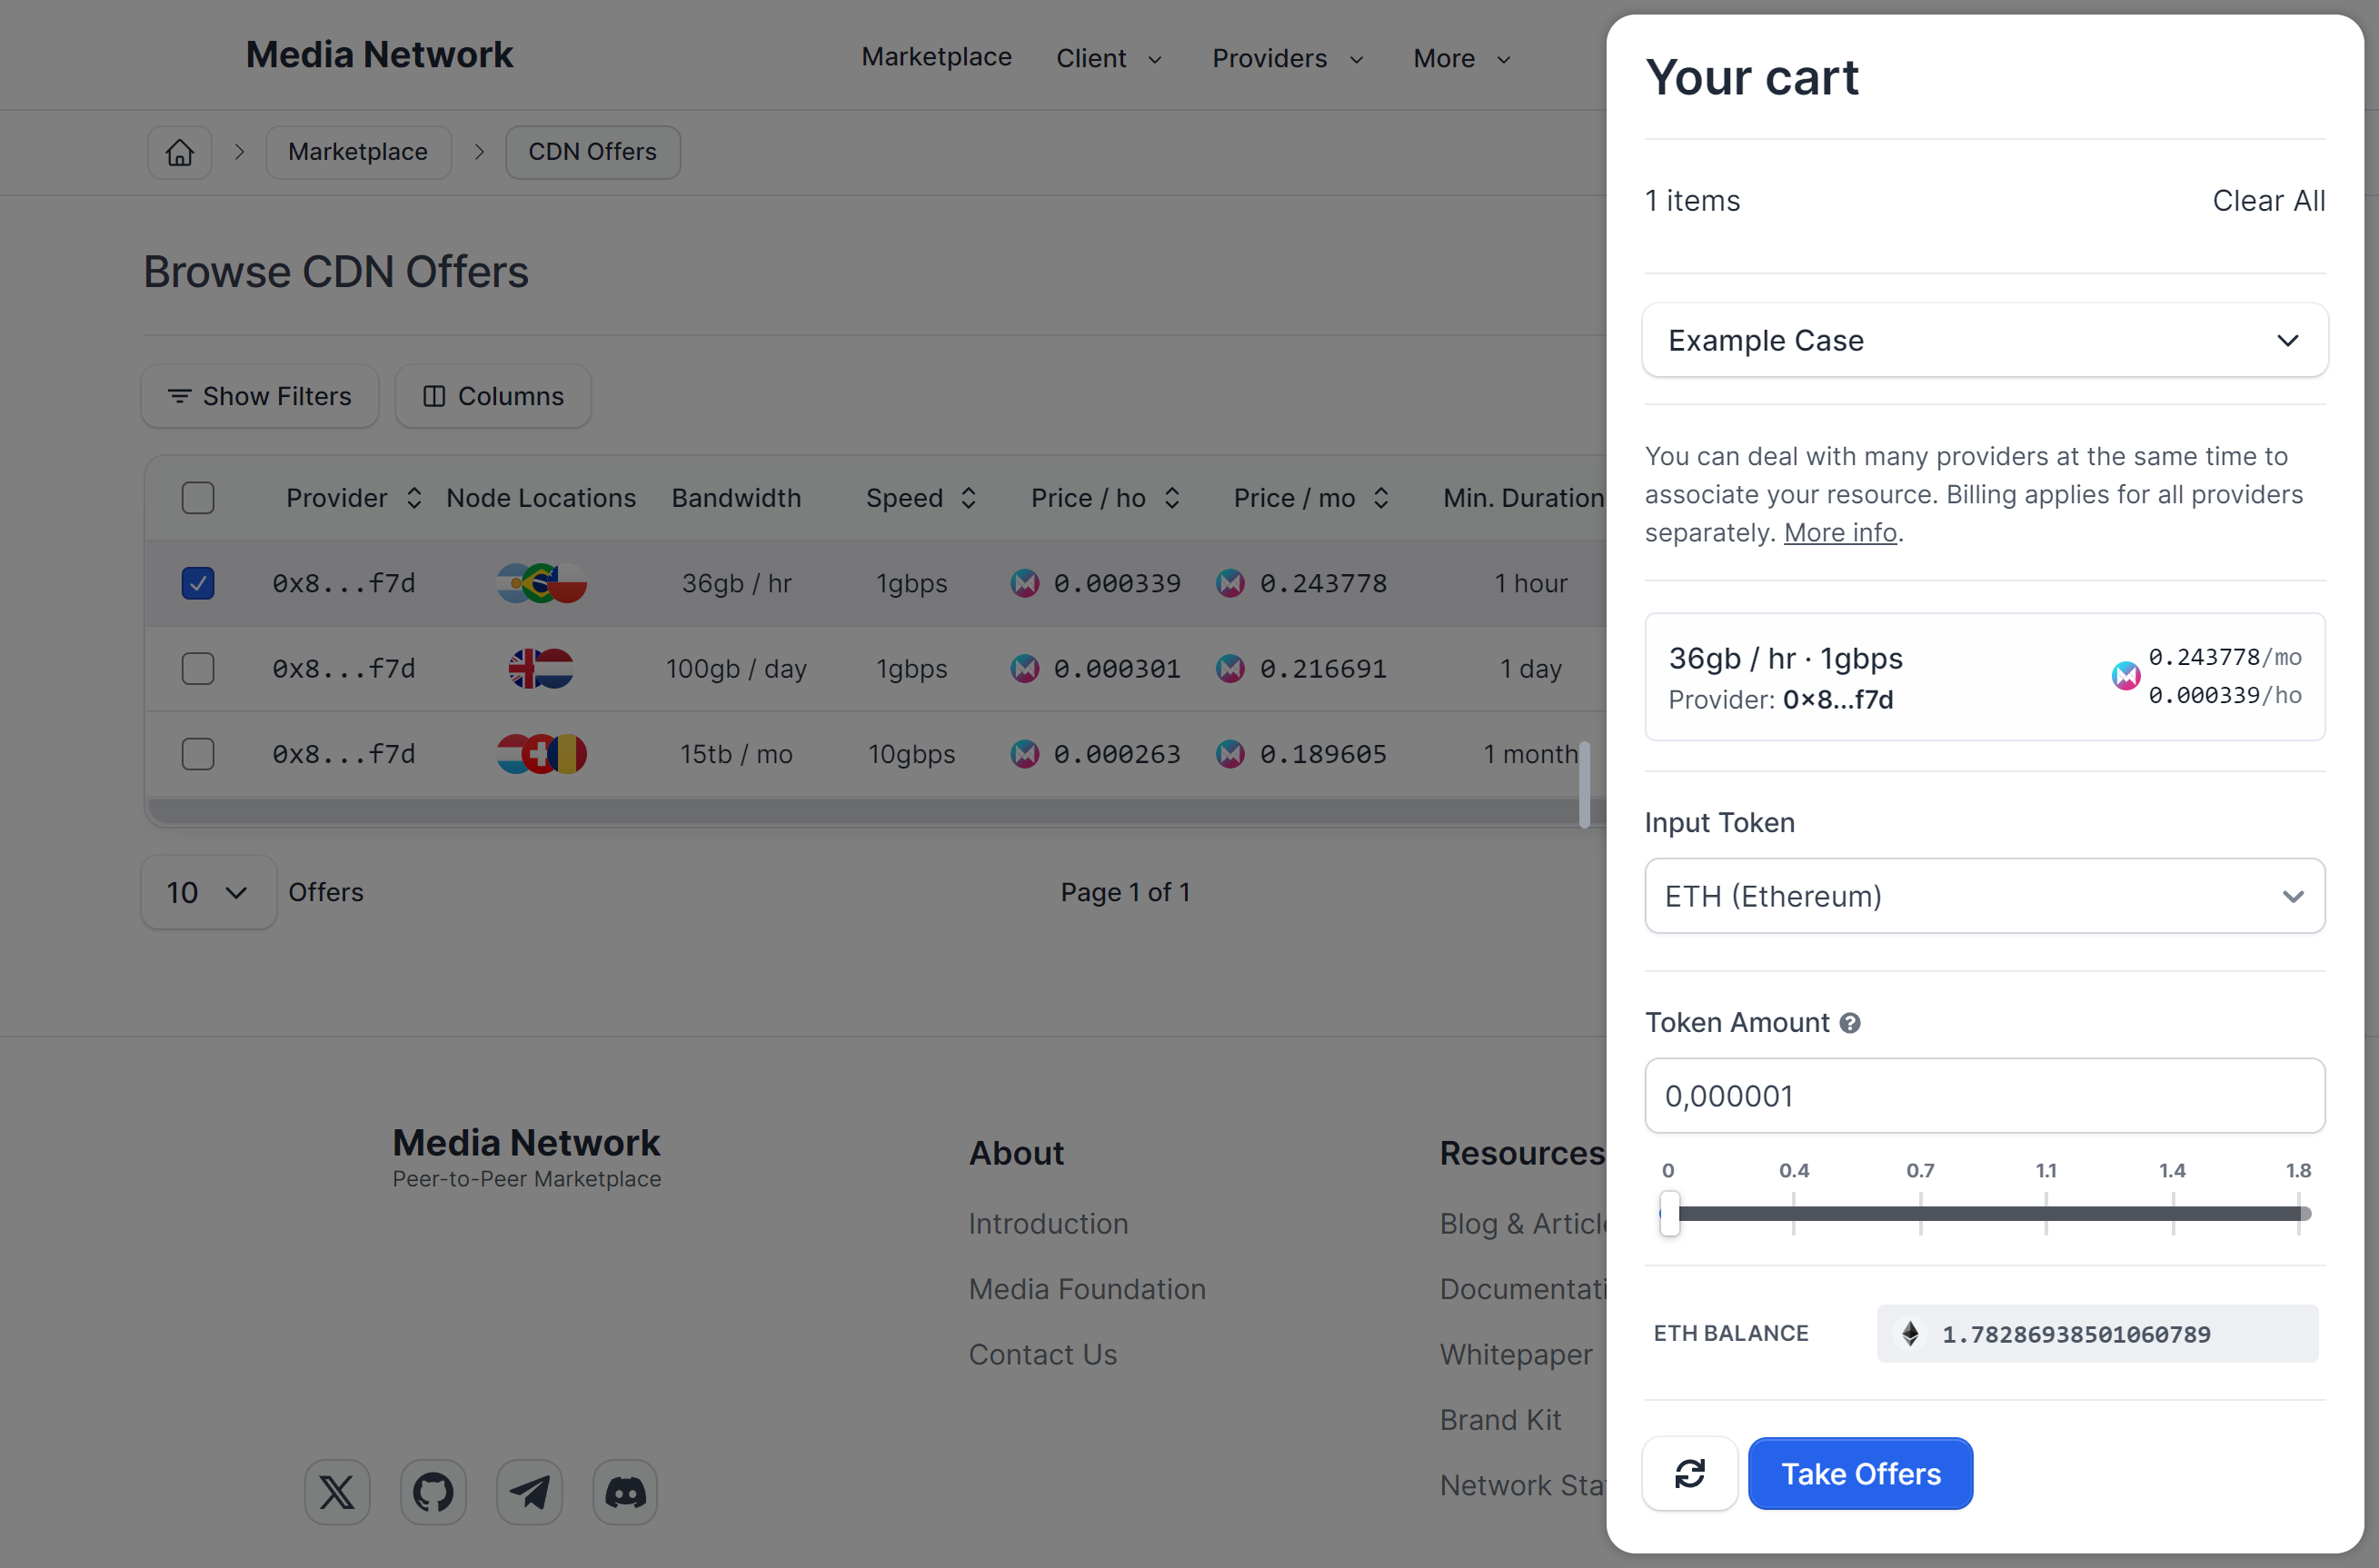 Media Network
Marketplace
Client
Providers
More
Marketplace
CDN Offers
Browse CDN Offers
Show Filters
Columns
Provider Node Locations Bandwidth Speed Price / ho Price / mo Min. Duration
0x8...f7d 36gb / hr 1gbps 0.000339 0.243778 1 hour
0x8...f7d 100gb / day 1gbps 0.000301 0.216691 1 day
0x8...f7d 15tb / mo 10gbps 0.000263 0.189605 1 month
10 Offers
Page 1 of 1
Media Network
Peer-to-Peer Marketplace
About
Introduction
Media Foundation
Contact Us
Resources
Blog & Article
Documentati
Whitepaper
Brand Kit
Network Sta
Your cart
1 items
Clear All
Example Case
You can deal with many providers at the same time to
associate your resource. Billing applies for all providers
separately. More info.
36gb / hr · 1gbps
Provider: 0x8...f7d
0.243778/mo
0.000339/ho
Input Token
ETH (Ethereum)
Token Amount ?
0,000001
0 0.4 0.7 1.1 1.4 1.8
ETH BALANCE
1.78286938501060789
Take Offers